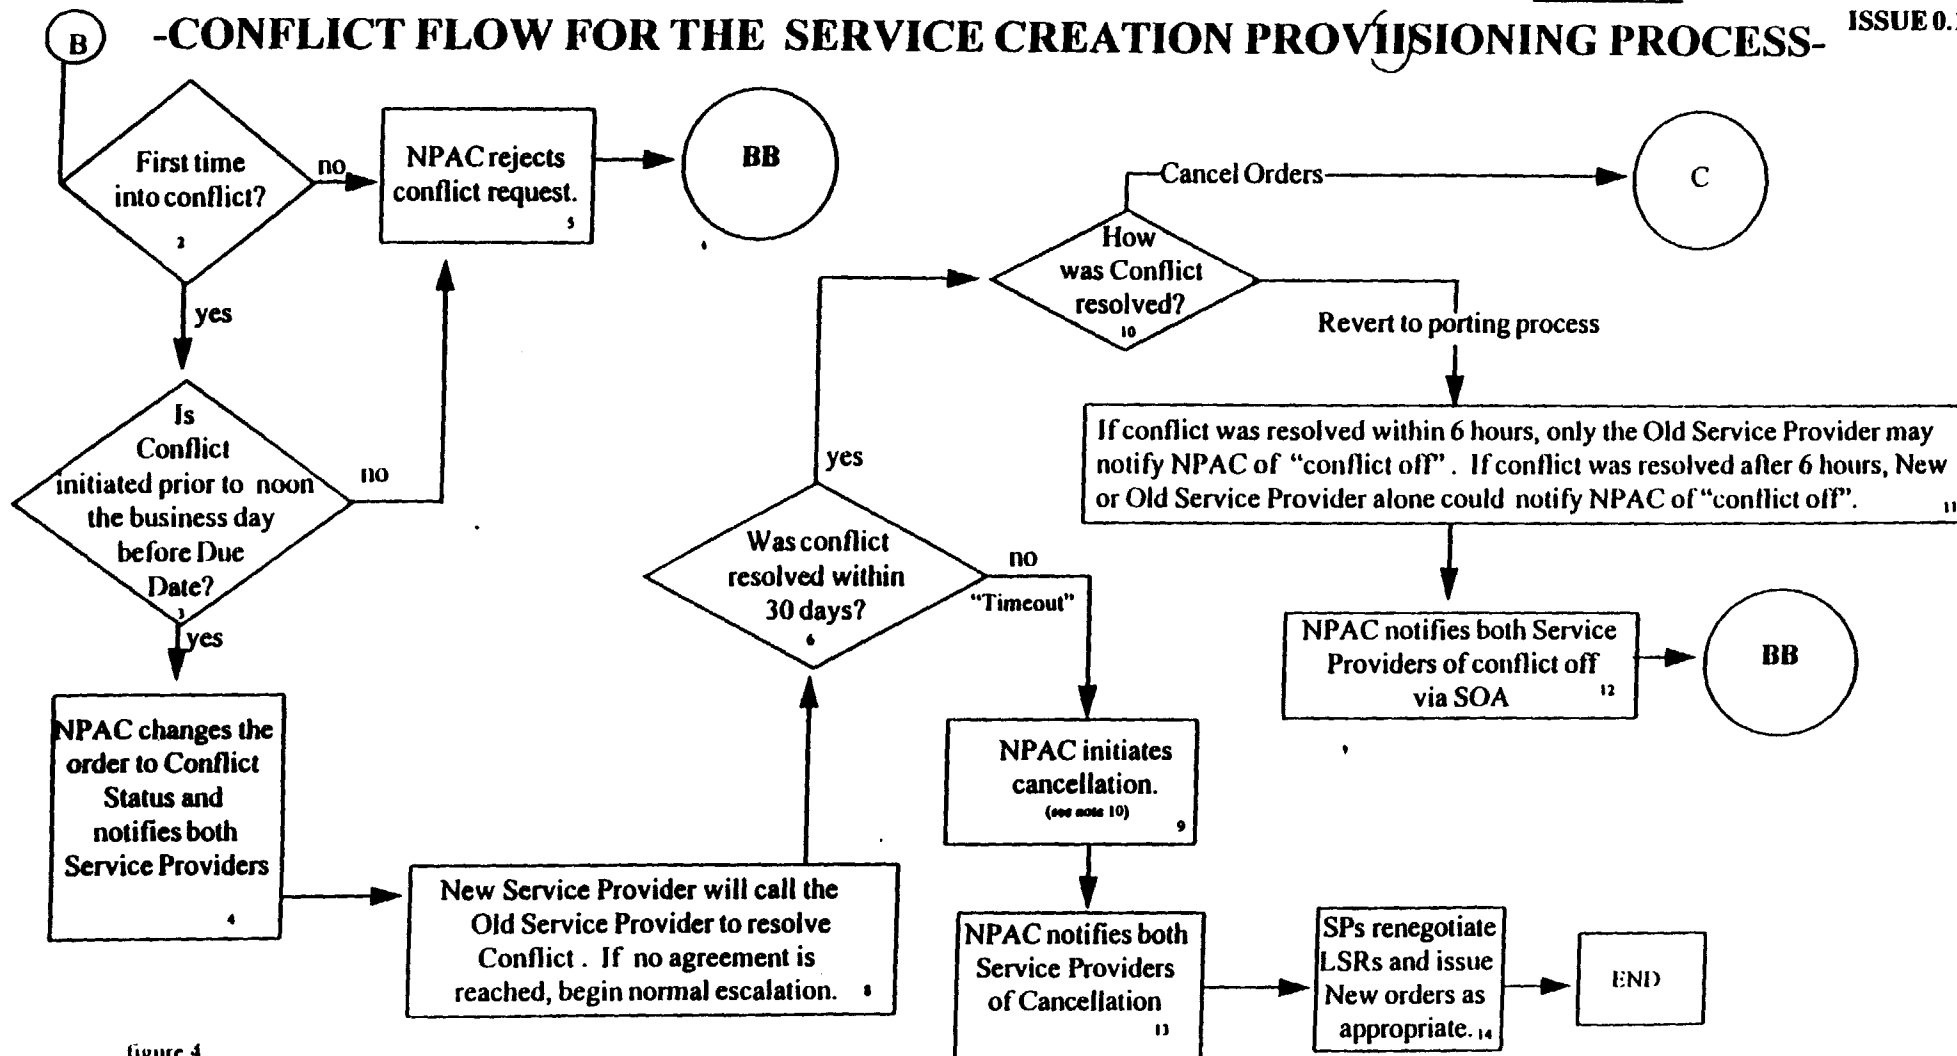 B
-CONFLICT FLOW FOR THE SERVICE CREATION PROVIISIONING PROCESS-
ISSUE 0.
First time
into conflict?
2
no
NPAC rejects
conflict request.
5
BB
yes
Is
Conflict
initiated prior to noon
the business day
before Due
Date?
3
no
yes
NPAC changes the
order to Conflict
Status and
notifies both
Service Providers
4
New Service Provider will call the
Old Service Provider to resolve
Conflict . If no agreement is
reached, begin normal escalation.
Was conflict
resolved within
30 days?
6
yes
no
"Timeout"
How
was Conflict
resolved?
10
Cancel Orders
C
Revert to porting process
If conflict was resolved within 6 hours, only the Old Service Provider may
notify NPAC of "conflict off". If conflict was resolved after 6 hours, New
or Old Service Provider alone could notify NPAC of "conflict off".
11
NPAC notifies both Service
Providers of conflict off
via SOA
12
BB
NPAC initiates
cancellation.
(see note 10)
9
NPAC notifies both
Service Providers
of Cancellation
13
SPs renegotiate
LSRs and issue
New orders as
appropriate. 14
END
figure 4